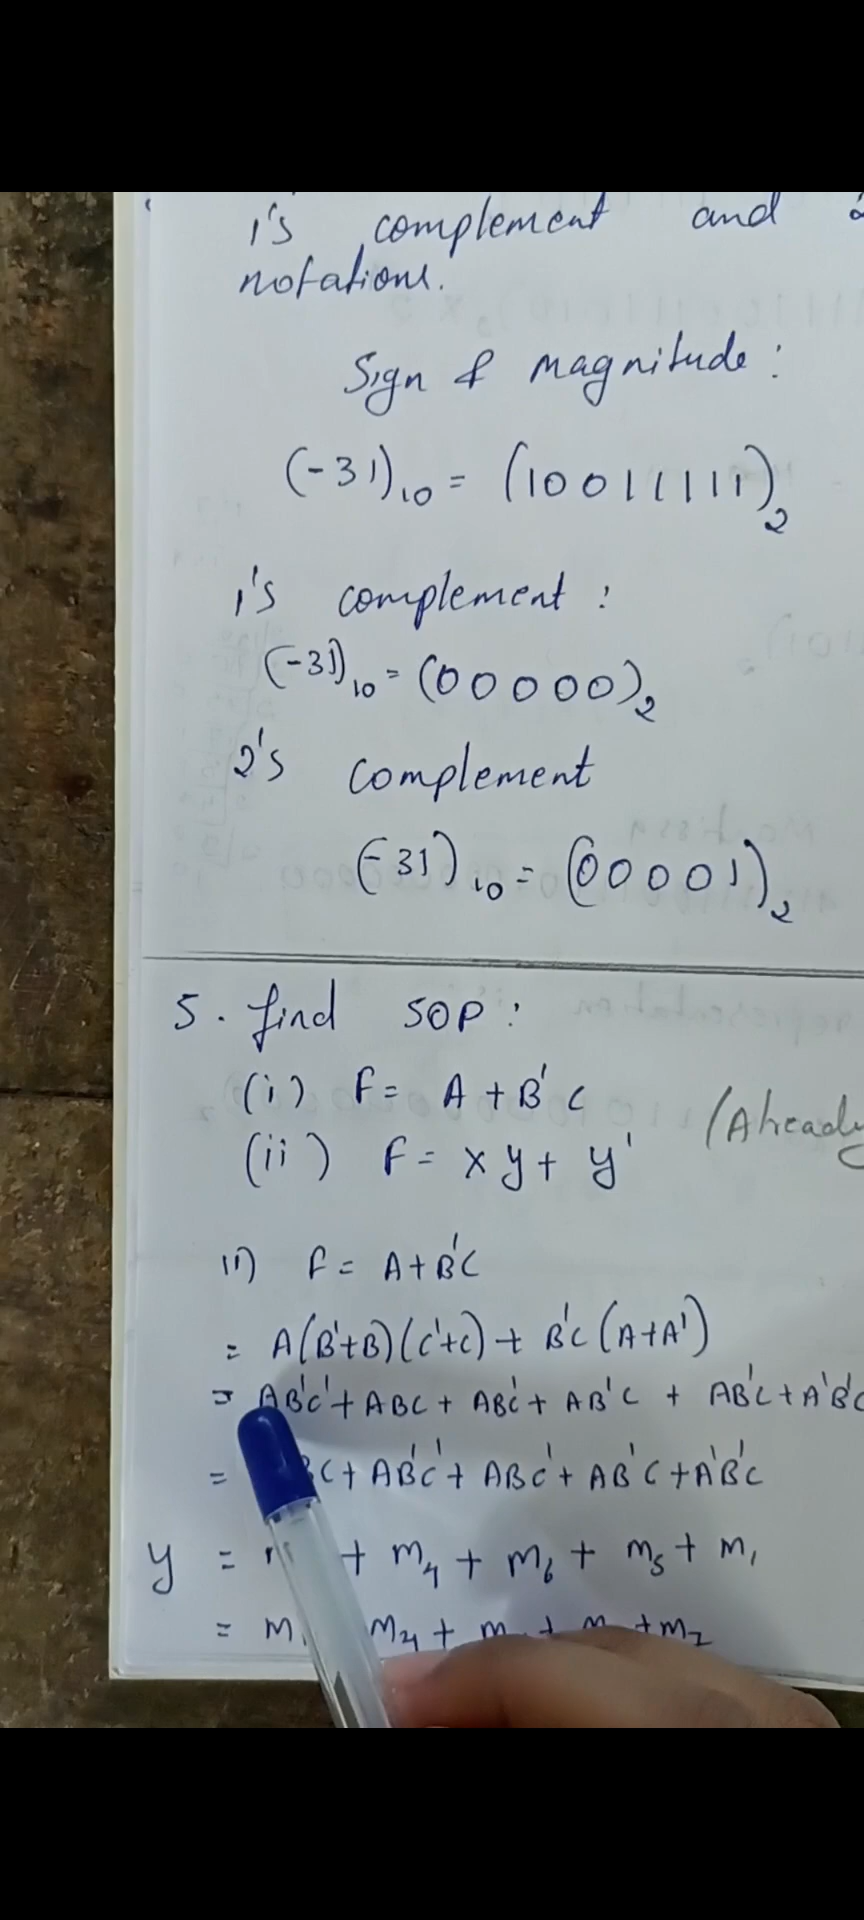 1's complement and
notations.
Sign & magnitude:
(-31)₁₀ = (10011111)₂
1's complement:
(-31)₁₀ = (00000)₂
2's complement
(-31)₁₀ = (00001)₂
5. find SOP:
(i) F = A + B'C
(Already
(ii) F = xy + y'
F = A + B'C
= A(B'+B)(C'+C) + B'C(A+A')
= AB'C' + ABC + ABC' + AB'C + AB'C + A'B'C
= C + AB'C' + ABC' + AB'C + A'B'C
y = + m₄ + m₆ + m₅ + m₁
= m₁ + m +m₂